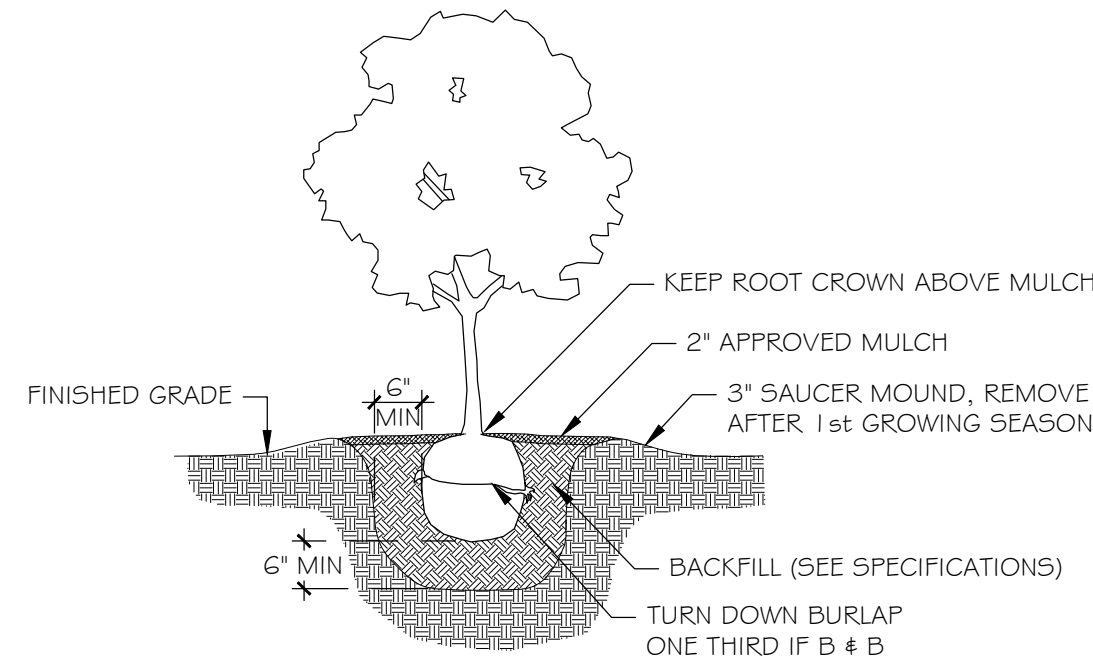 KEEP ROOT CROWN ABOVE MULCH
2" APPROVED MULCH
FINISHED GRADE
6"
MIN
3" SAUCER MOUND, REMOVE
AFTER 1st GROWING SEASON
6" MIN
BACKFILL (SEE SPECIFICATIONS)
TURN DOWN BURLAP
ONE THIRD IF B & B